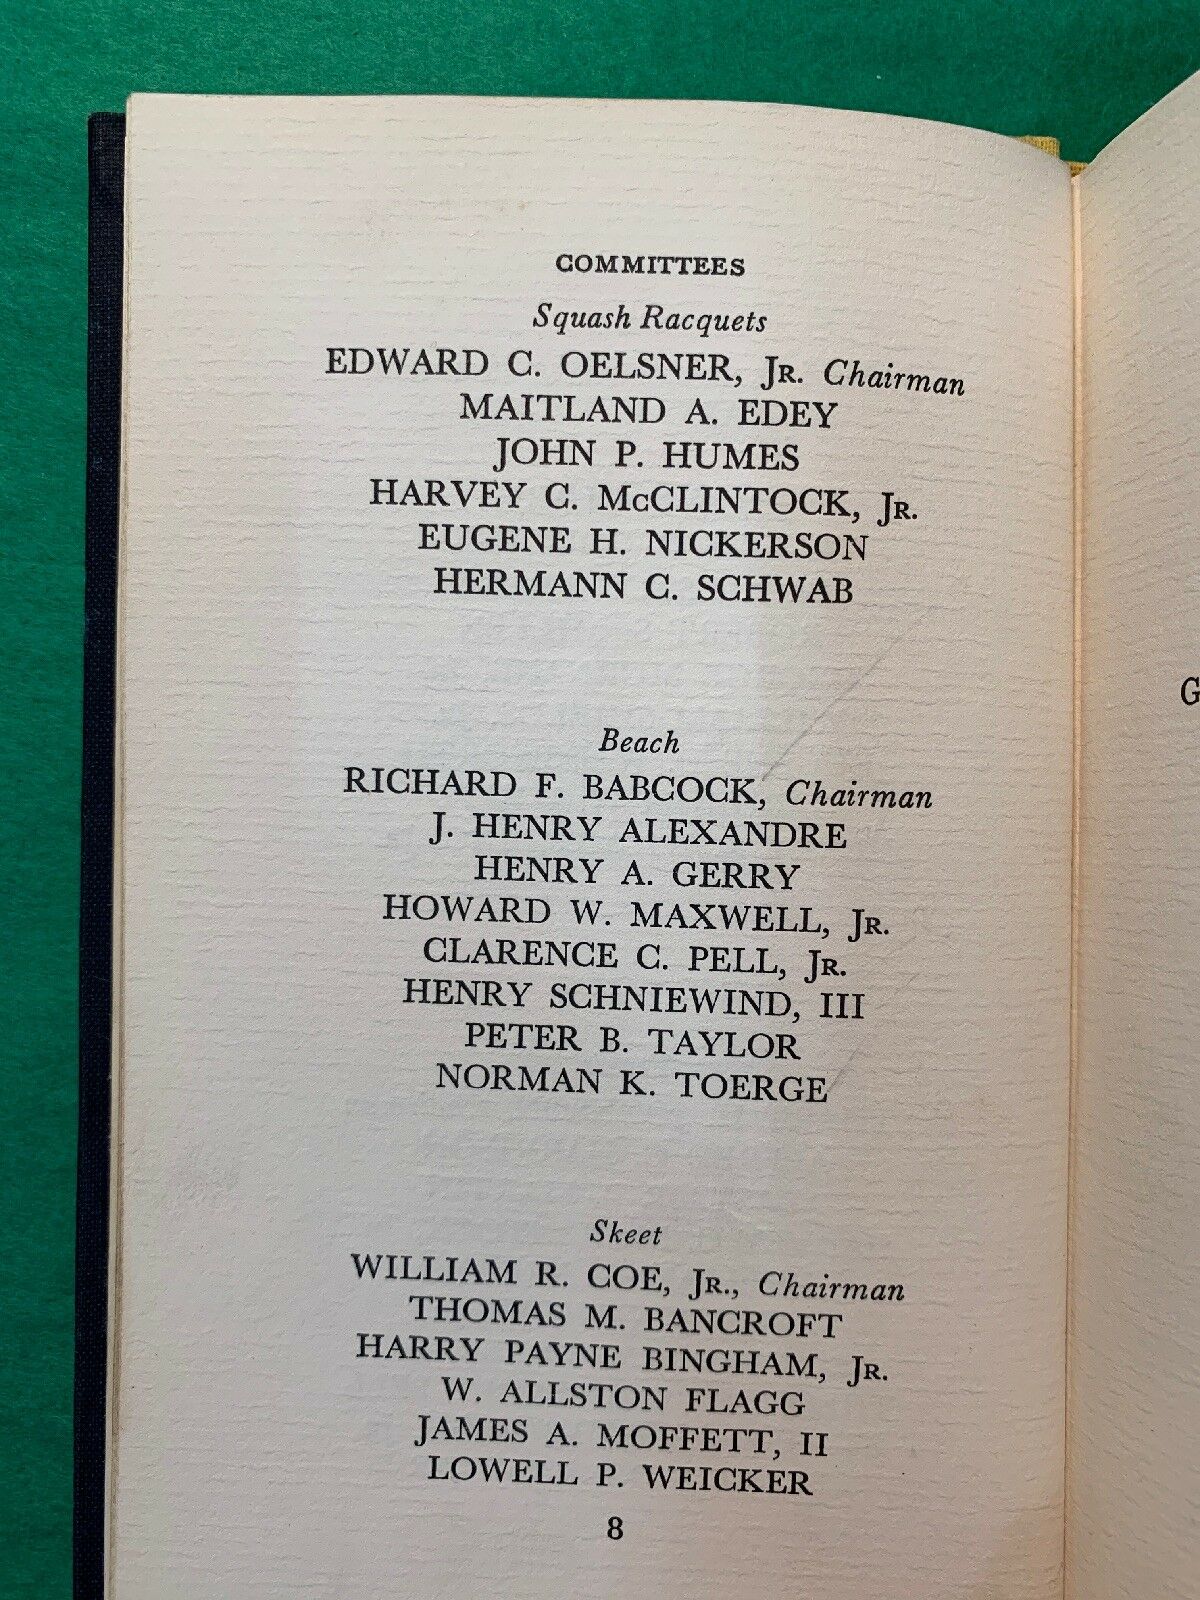 COMMITTEES
Squash Racquets
EDWARD C. OELSNER, JR. Chairman
MAITLAND A. EDEY
JOHN P. HUMES
HARVEY C. McCLINTOCK, JR.
EUGENE H. NICKERSON
HERMANN C. SCHWAB
Beach
RICHARD F. BABCOCK, Chairman
J. HENRY ALEXANDRE
HENRY A. GERRY
HOWARD W. MAXWELL, JR.
CLARENCE C. PELL, JR.
HENRY SCHNIEWIND, III
PETER B. TAYLOR
NORMAN K. TOERGE
Skeet
WILLIAM R. COE, JR., Chairman
THOMAS M. BANCROFT
HARRY PAYNE BINGHAM, JR.
W. ALLSTON FLAGG
JAMES A. MOFFETT, II
LOWELL P. WEICKER
8
G